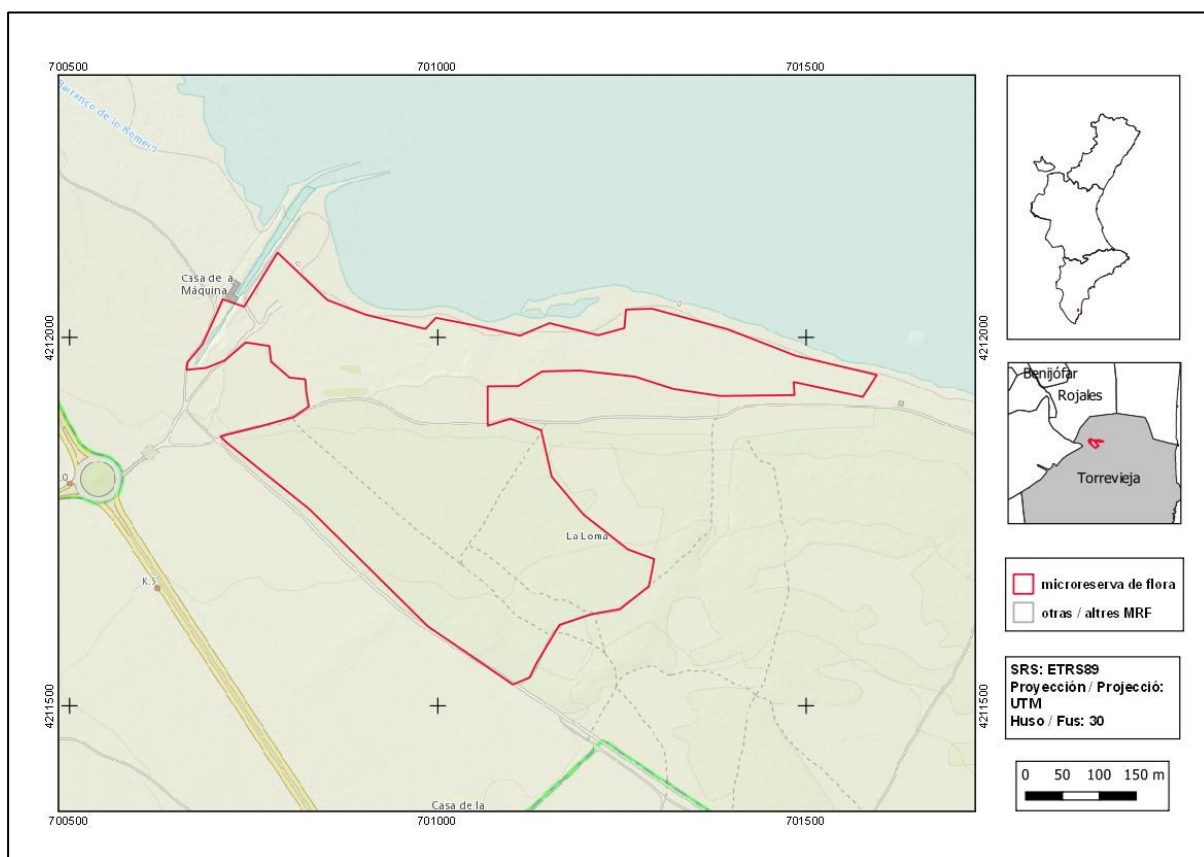 700500 701000 701500
Barranco de lo Romero
Casa de la
Máquina
4212000 4212000
La Loma
K.5
4211500 4211500
Casa de la
700500 701000 701500
Benijófar
Rojales
Torrevieja
microreserva de flora
otras / altres MRF
SRS: ETRS89
Proyección / Projecció:
UTM
Huso / Fus: 30
0 50 100 150 m